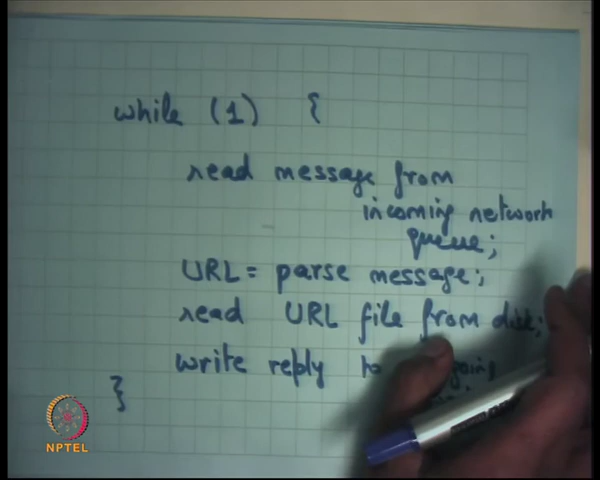 while (1) {
read message from
incoming network
queue;
URL = parse message;
read URL file from disk;
write reply to
}
NPTEL